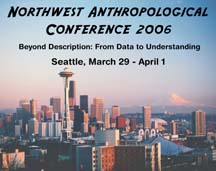 Northwest Anthropological
Conference 2006
Beyond Description: From Data to Understanding
Seattle, March 29 - April 1